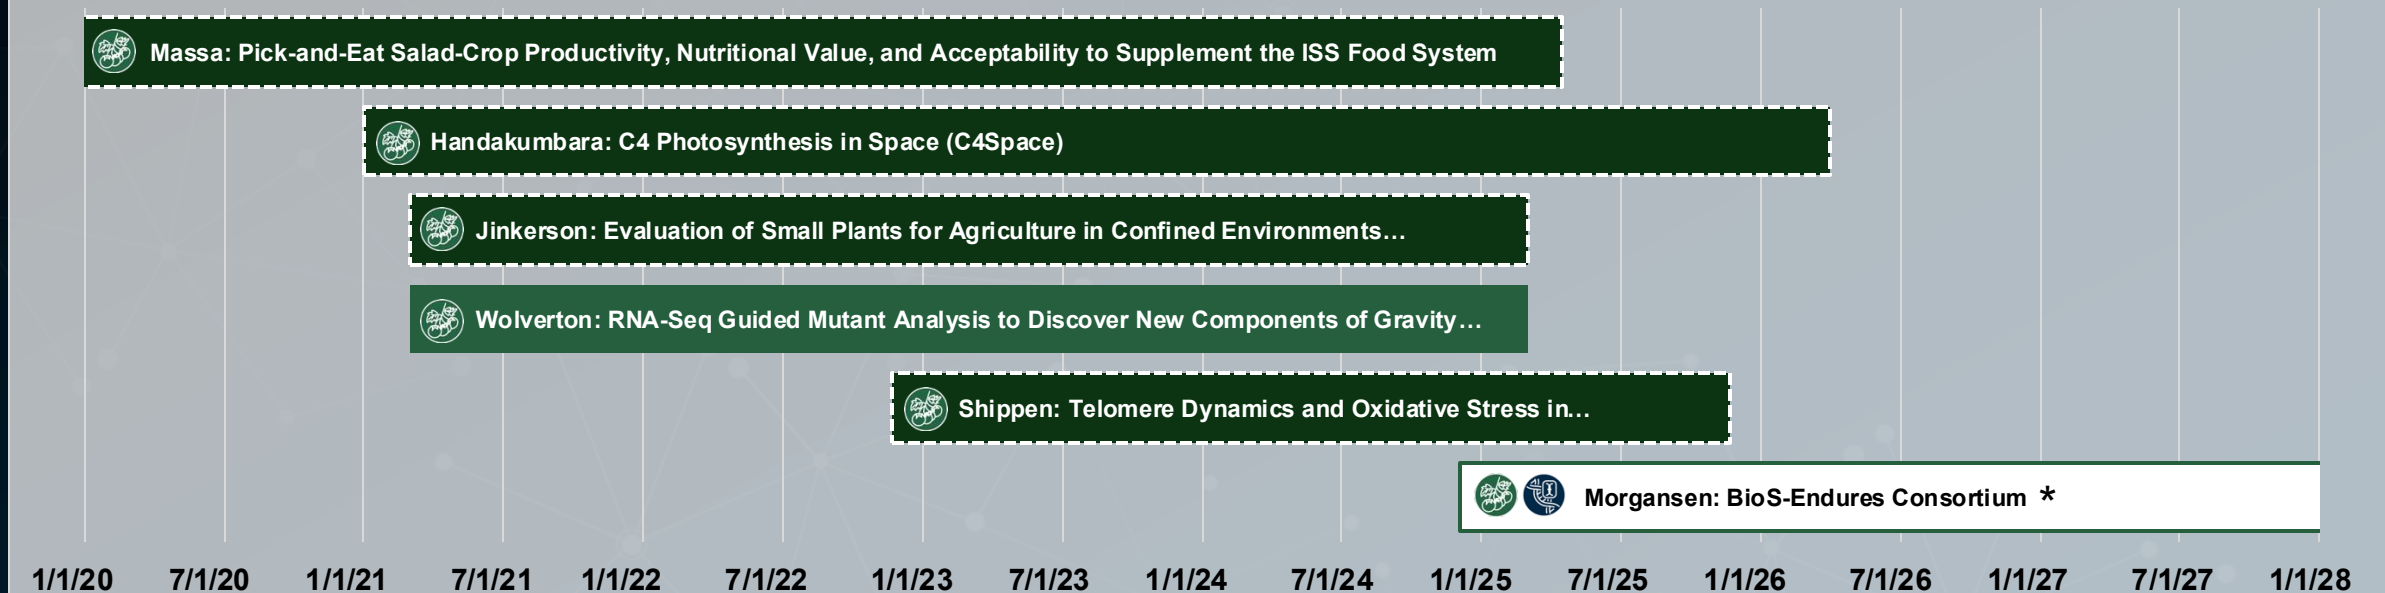 Massa: Pick-and-Eat Salad-Crop Productivity, Nutritional Value, and Acceptability to Supplement the ISS Food System
Handakumbara: C4 Photosynthesis in Space (C4Space)
Jinkerson: Evaluation of Small Plants for Agriculture in Confined Environments…
Wolverton: RNA-Seq Guided Mutant Analysis to Discover New Components of Gravity…
Shippen: Telomere Dynamics and Oxidative Stress in…
Morgansen: BioS-Endures Consortium *
1/1/20 7/1/20 1/1/21 7/1/21 1/1/22 7/1/22 1/1/23 7/1/23 1/1/24 7/1/24 1/1/25 7/1/25 1/1/26 7/1/26 1/1/27 7/1/27 1/1/28